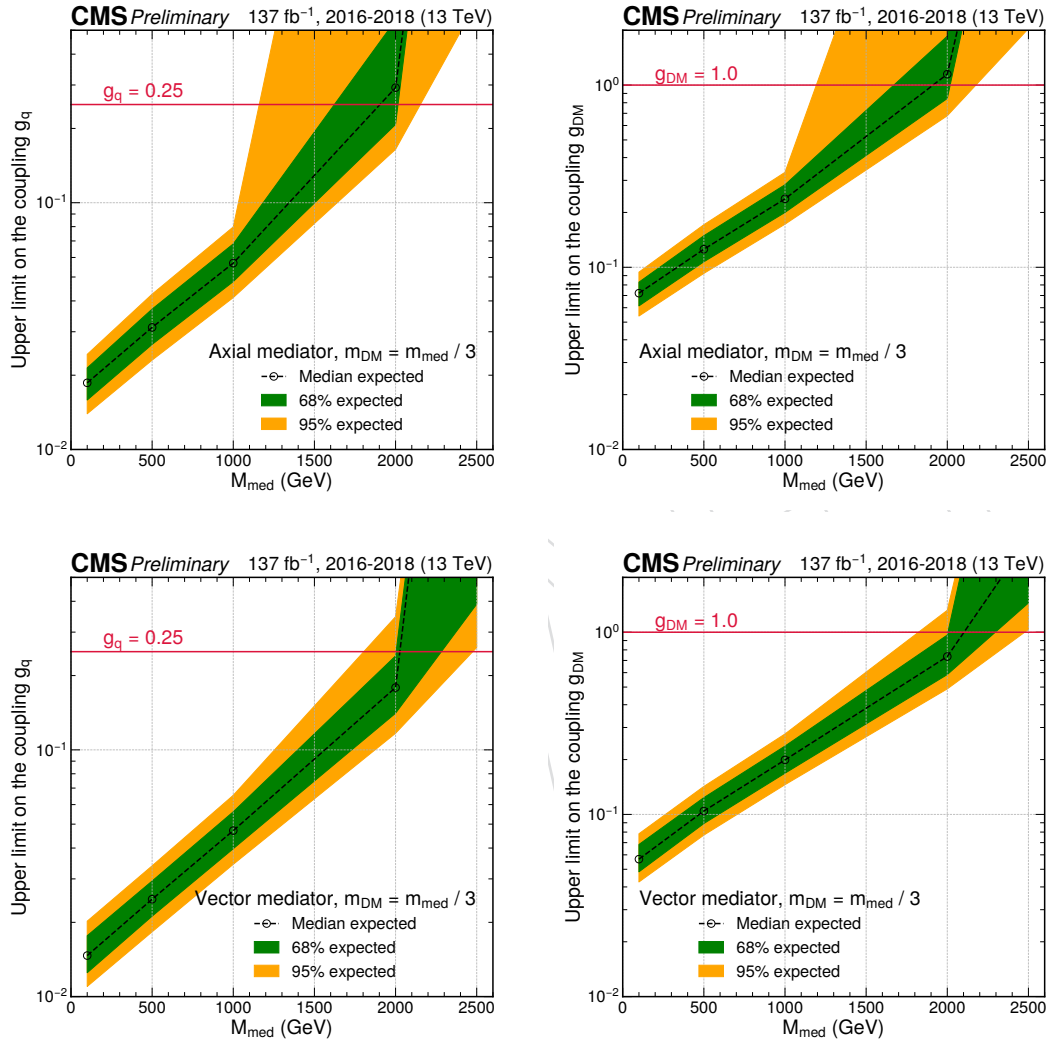 CMS Preliminary 137 fb⁻¹, 2016-2018 (13 TeV)
g_q = 0.25
Upper limit on the coupling g_q
10⁻¹
10⁻²
Axial mediator, m_DM = m_med / 3
Median expected
68% expected
95% expected
0 500 1000 1500 2000 2500
M_med (GeV)
CMS Preliminary 137 fb⁻¹, 2016-2018 (13 TeV)
g_DM = 1.0
Upper limit on the coupling g_DM
10⁰
10⁻¹
10⁻²
Axial mediator, m_DM = m_med / 3
Median expected
68% expected
95% expected
0 500 1000 1500 2000 2500
M_med (GeV)
CMS Preliminary 137 fb⁻¹, 2016-2018 (13 TeV)
g_q = 0.25
Upper limit on the coupling g_q
10⁻¹
10⁻²
Vector mediator, m_DM = m_med / 3
Median expected
68% expected
95% expected
0 500 1000 1500 2000 2500
M_med (GeV)
CMS Preliminary 137 fb⁻¹, 2016-2018 (13 TeV)
g_DM = 1.0
Upper limit on the coupling g_DM
10⁰
10⁻¹
10⁻²
Vector mediator, m_DM = m_med / 3
Median expected
68% expected
95% expected
0 500 1000 1500 2000 2500
M_med (GeV)